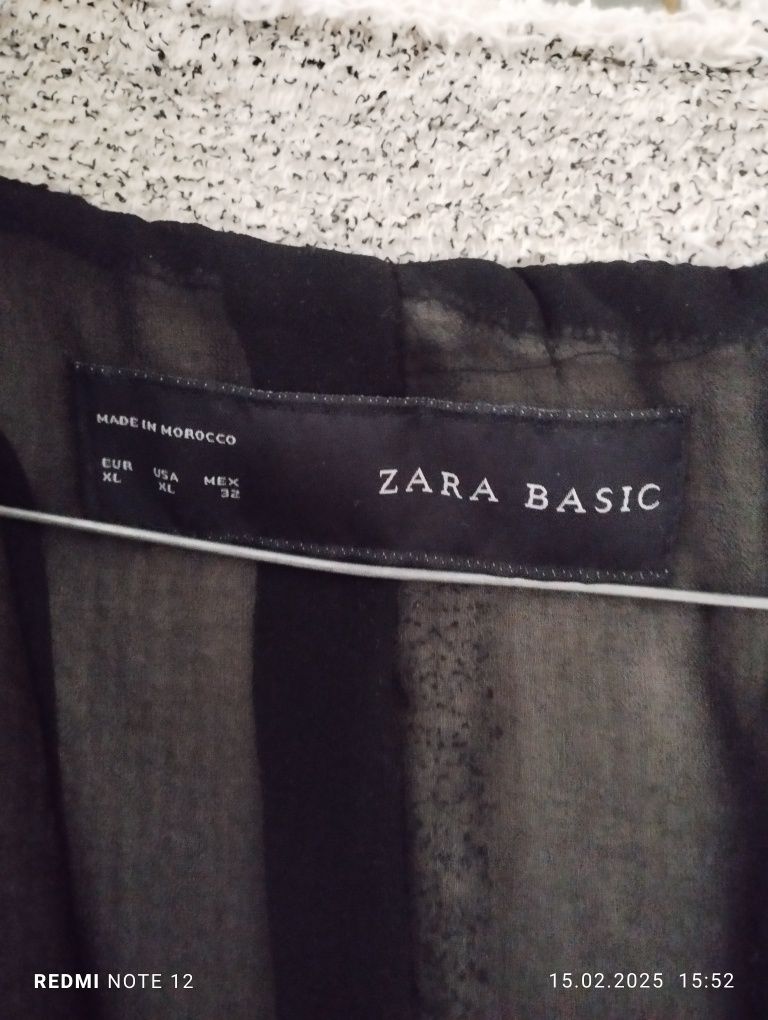 MADE IN MOROCCO
EUR USA MEX
XL XL 32
ZARA BASIC
REDMI NOTE 12
15.02.2025 15:52